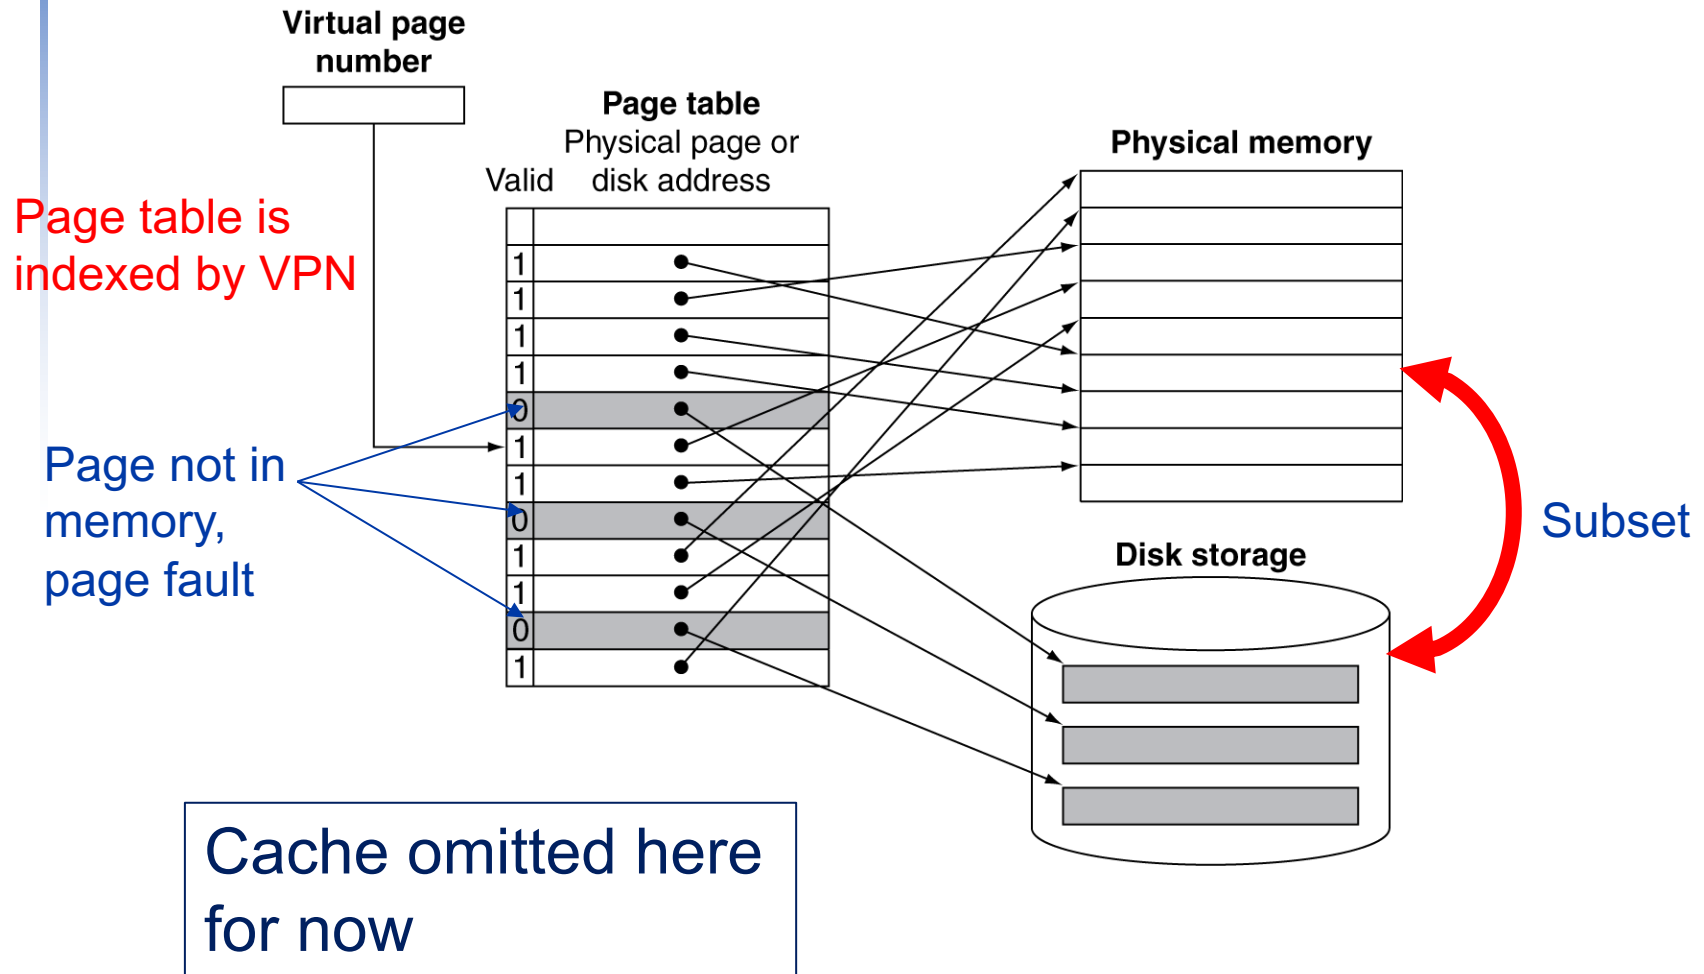 Virtual page
number
Page table
Physical page or
Valid disk address
Physical memory
Page table is
indexed by VPN
1
1
1
1
0
1
1
0
1
1
0
1
Page not in
memory,
page fault
Subset
Disk storage
Cache omitted here
for now